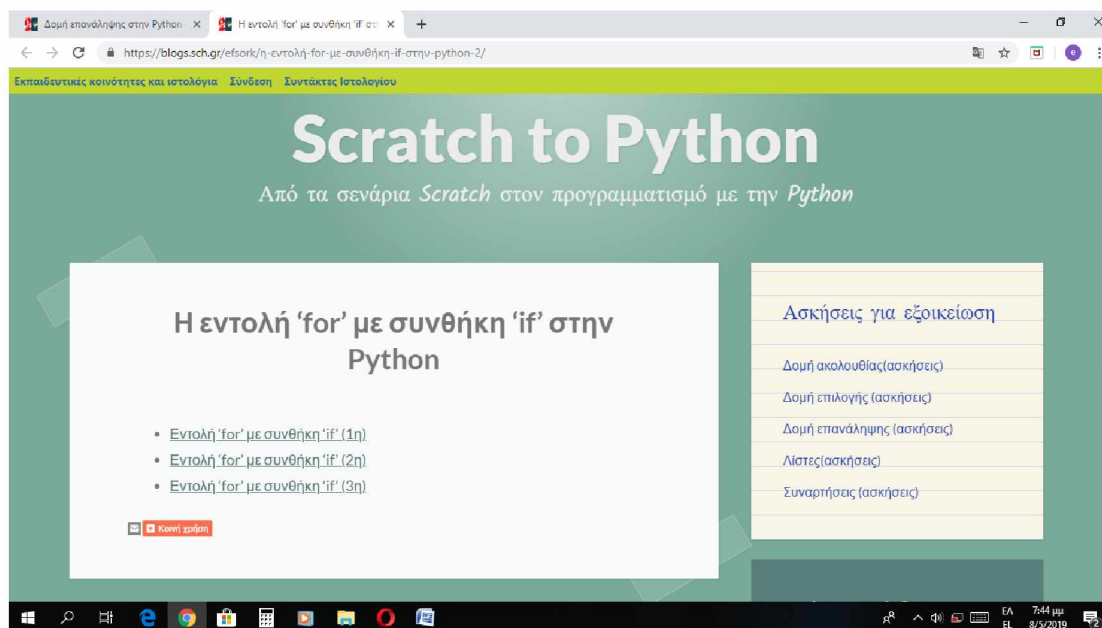 Δομή επανάληψης στην Python
Η εντολή 'for' με συνθήκη 'if' στη
https://blogs.sch.gr/efsork/η-εντολή-for-με-συνθήκη-if-στην-python-2/
e
Εκπαιδευτικές κοινότητες και ιστολόγια Σύνδεση Συντάκτες Ιστολογίου
Scratch to Python
Από τα σενάρια Scratch στον προγραμματισμό με την Python
Η εντολή ‘for’ με συνθήκη ‘if’ στην
Python
Εντολή ‘for’ με συνθήκη ‘if’ (1η)
Εντολή ‘for’ με συνθήκη ‘if’ (2η)
Εντολή ‘for’ με συνθήκη ‘if’ (3η)
Κοινή χρήση
Ασκήσεις για εξοικείωση
Δομή ακολουθίας(ασκήσεις)
Δομή επιλογής (ασκήσεις)
Δομή επανάληψης (ασκήσεις)
Λίστες(ασκήσεις)
Συναρτήσεις (ασκήσεις)
ΕΛ
EL
7:44 μμ
8/5/2019
2